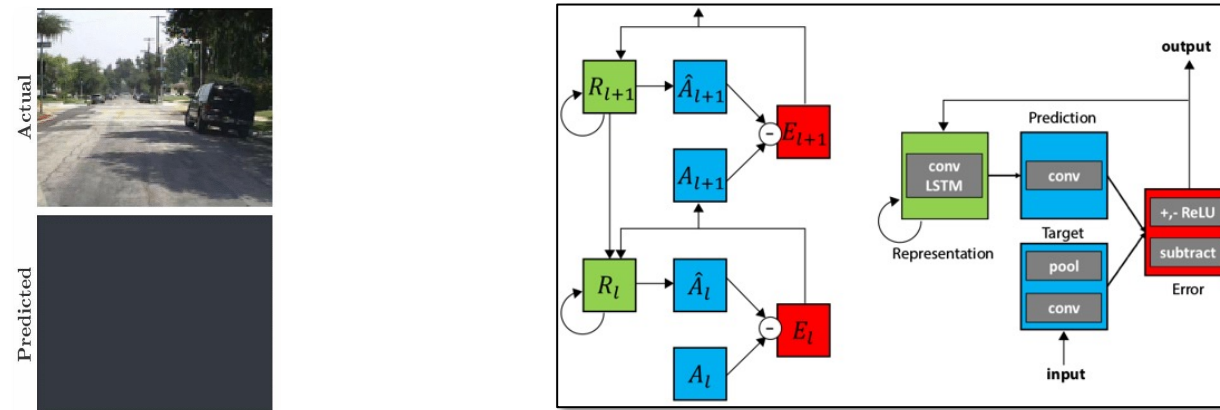 Actual
Predicted
R_{l+1}
Â_{l+1}
E_{l+1}
A_{l+1}
-
R_l
Â_l
E_l
A_l
-
output
Prediction
conv
LSTM
conv
Representation
Target
pool
conv
+,- ReLU
subtract
Error
input